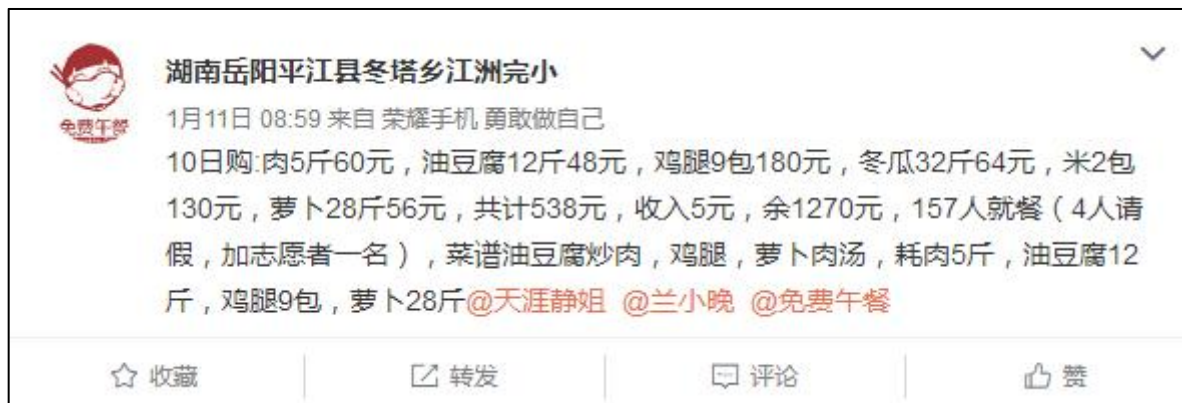 湖南岳阳平江县冬塔乡江洲完小
免费午餐
1月11日 08:59 来自 荣耀手机 勇敢做自己
10日购:肉5斤60元，油豆腐12斤48元，鸡腿9包180元，冬瓜32斤64元，米2包
130元，萝卜28斤56元，共计538元，收入5元，余1270元，157人就餐（4人请
假，加志愿者一名），菜谱油豆腐炒肉，鸡腿，萝卜肉汤，耗肉5斤，油豆腐12
斤，鸡腿9包，萝卜28斤@天涯静姐 @兰小晚 @免费午餐
收藏 转发 评论 赞